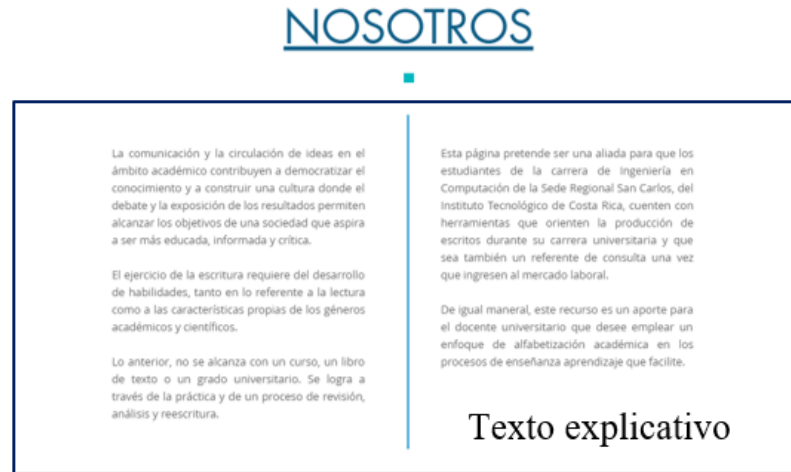 NOSOTROS
La comunicación y la circulación de ideas en el
ámbito académico contribuyen a democratizar el
conocimiento y a construir una cultura donde el
debate y la exposición de los resultados permiten
alcanzar los objetivos de una sociedad que aspira
a ser más educada, informada y crítica.
El ejercicio de la escritura requiere del desarrollo
de habilidades, tanto en lo referente a la lectura
como a las características propias de los géneros
académicos y científicos.
Lo anterior, no se alcanza con un curso, un libro
de texto o un grado universitario. Se logra a
través de la práctica y de un proceso de revisión,
análisis y reescritura.
Esta página pretende ser una aliada para que los
estudiantes de la carrera de Ingeniería en
Computación de la Sede Regional San Carlos, del
Instituto Tecnológico de Costa Rica, cuenten con
herramientas que orienten la producción de
escritos durante su carrera universitaria y que
sea también un referente de consulta una vez
que ingresen al mercado laboral.
De igual maneral, este recurso es un aporte para
el docente universitario que desee emplear un
enfoque de alfabetización académica en los
procesos de enseñanza aprendizaje que facilite.
Texto explicativo